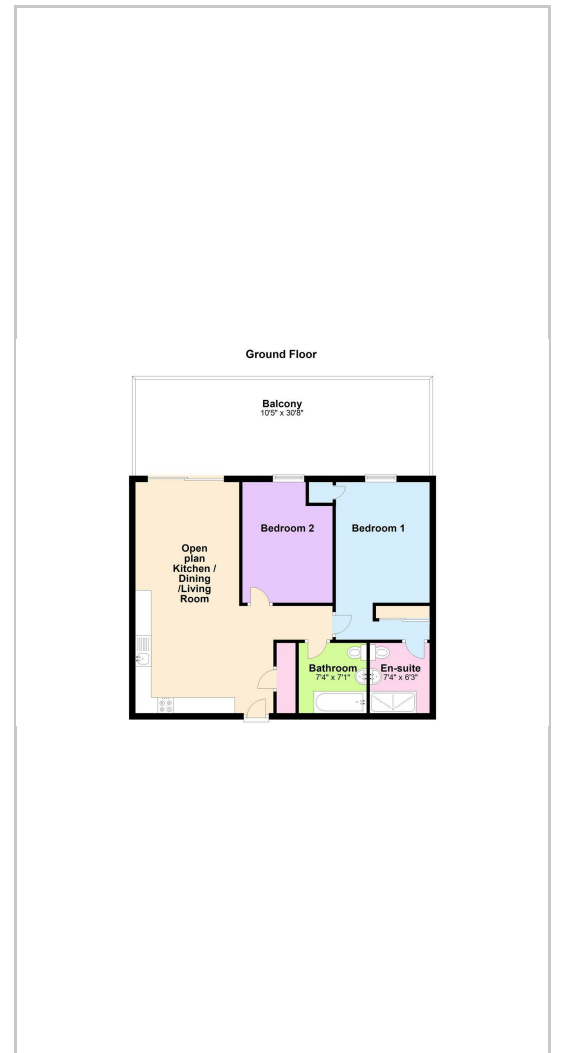 Ground Floor
Balcony
10'5" x 30'8"
Bedroom 2
Bedroom 1
Open
plan
Kitchen /
Dining
/Living
Room
Bathroom
7'4" x 7'1"
En-suite
7'4" x 6'3"